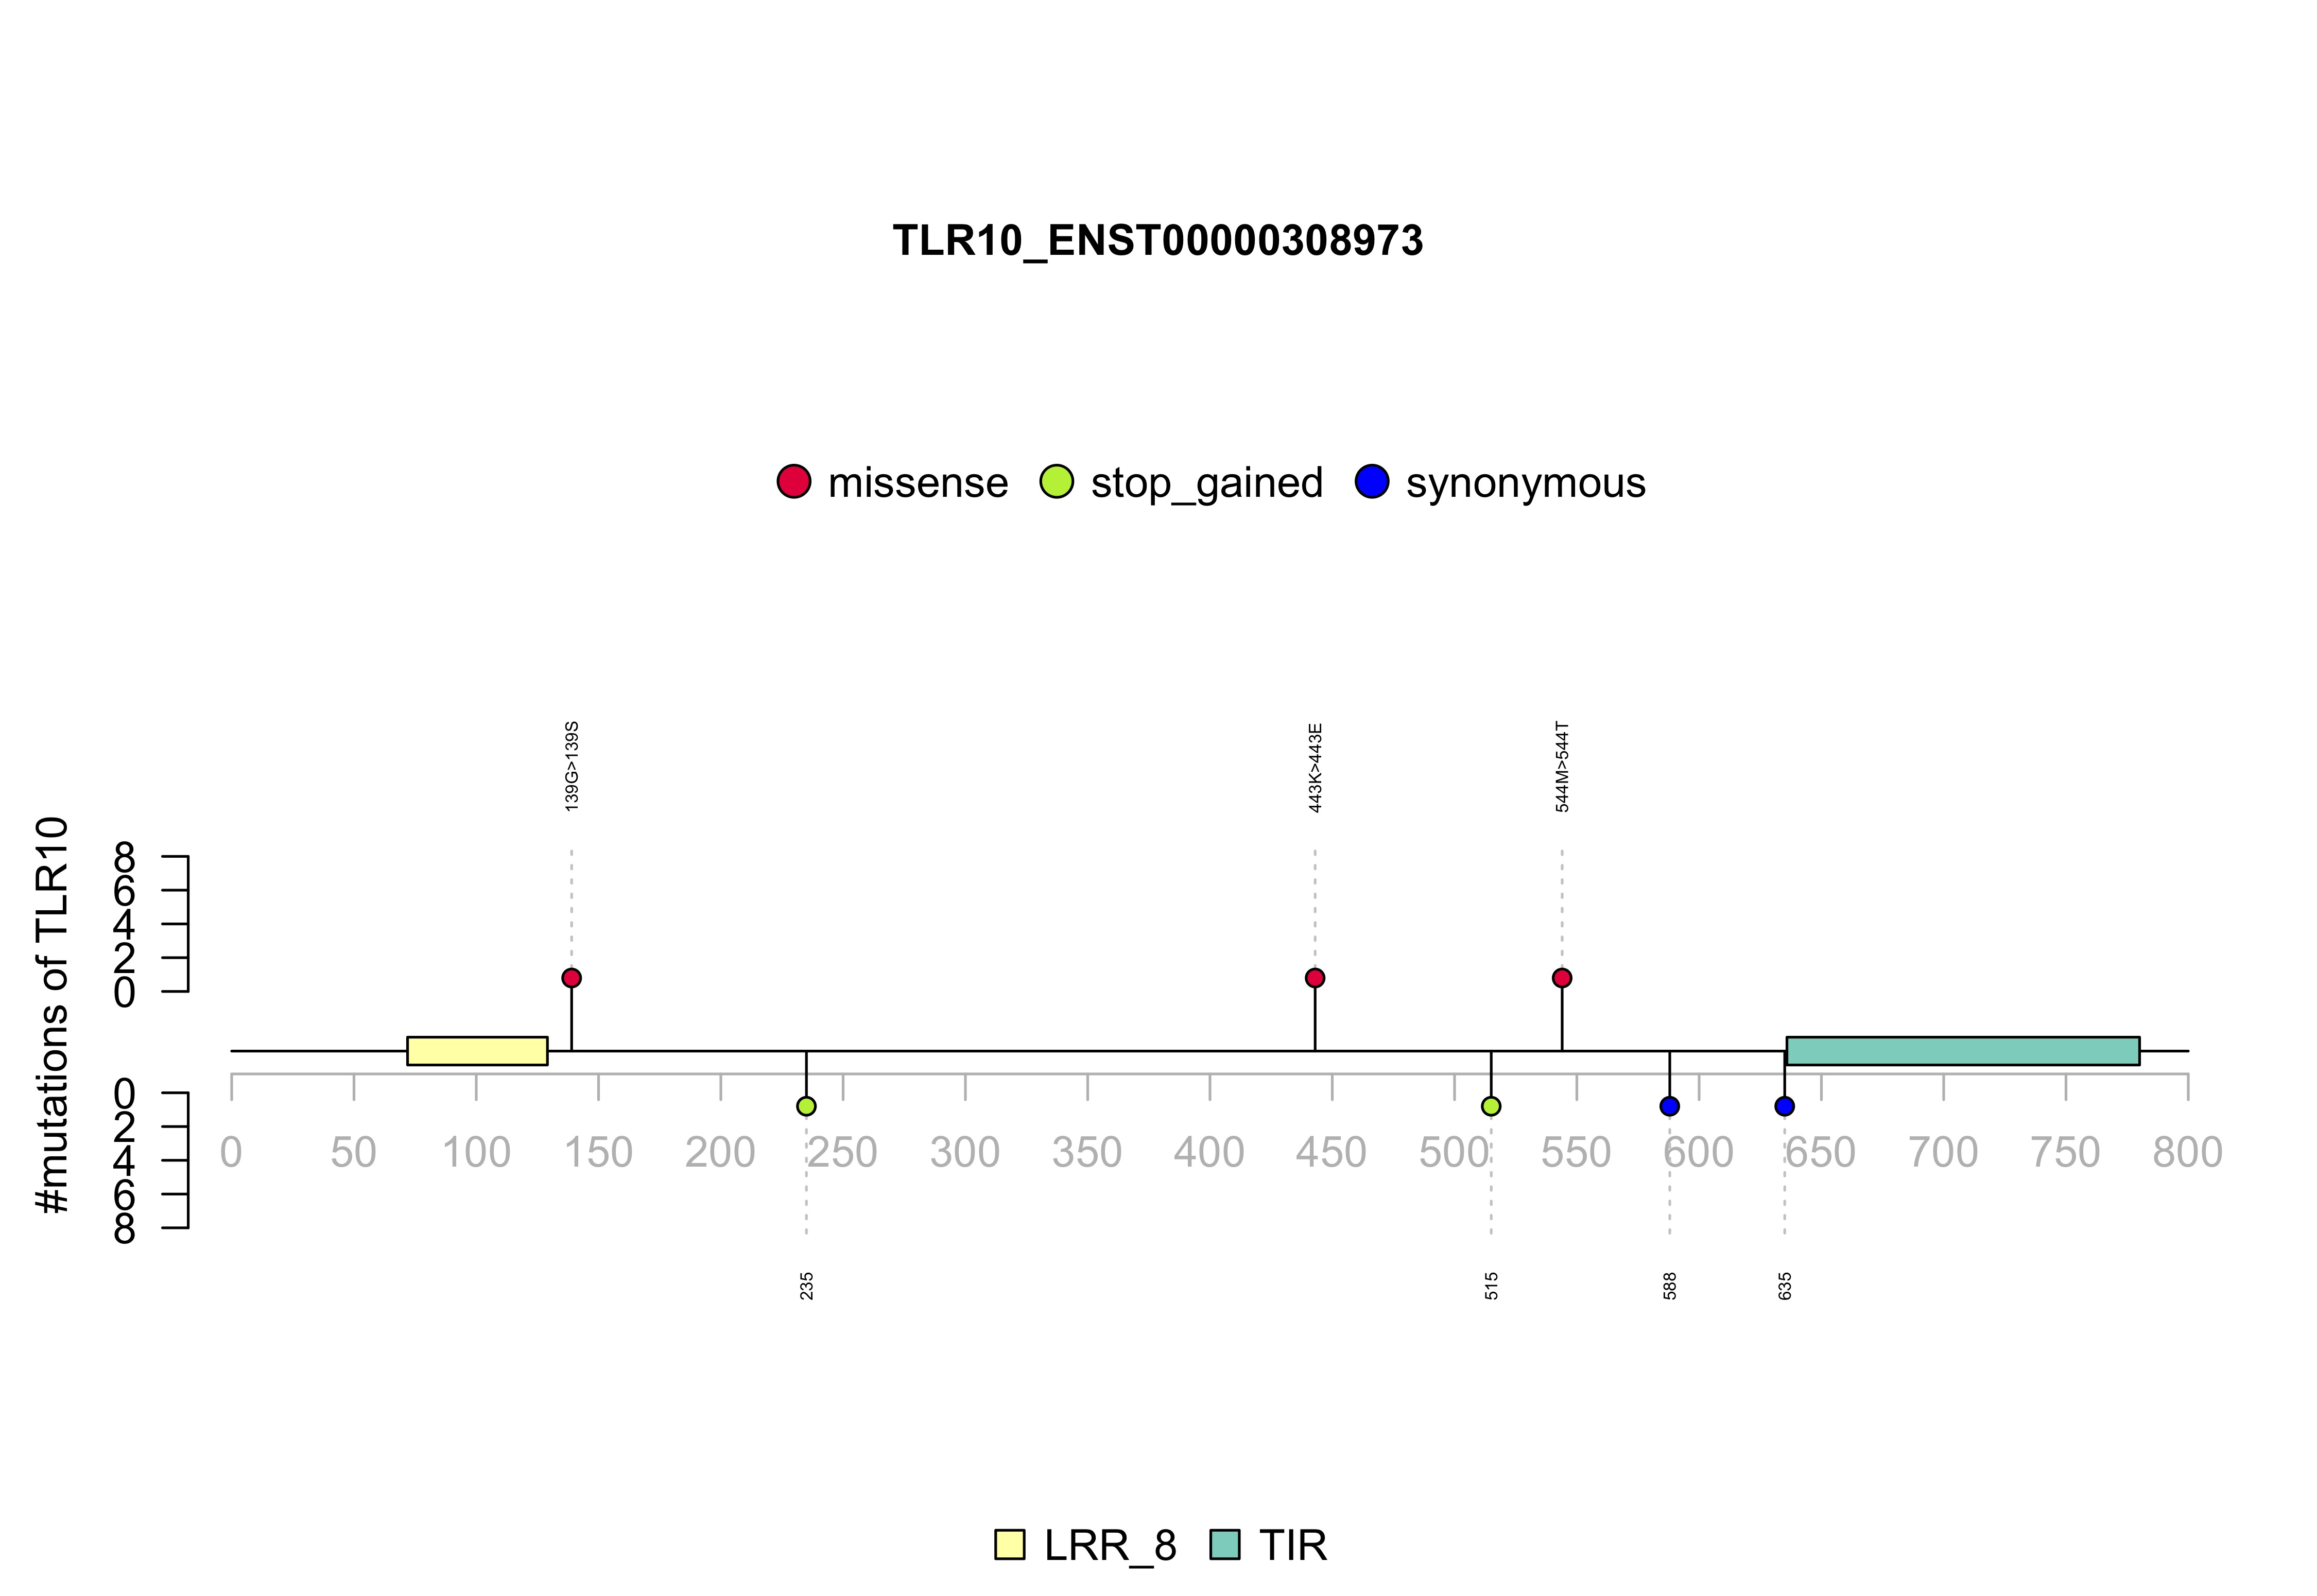 TLR10_ENST00000308973
missense stop_gained synonymous
139G>139S 443K>443E 544M>544T
#mutations of TLR10
8
6
4
2
0
0
2
4
6
8
0 50 100 150 200 250 300 350 400 450 500 550 600 650 700 750 800
235 515 588 635
LRR_8 TIR